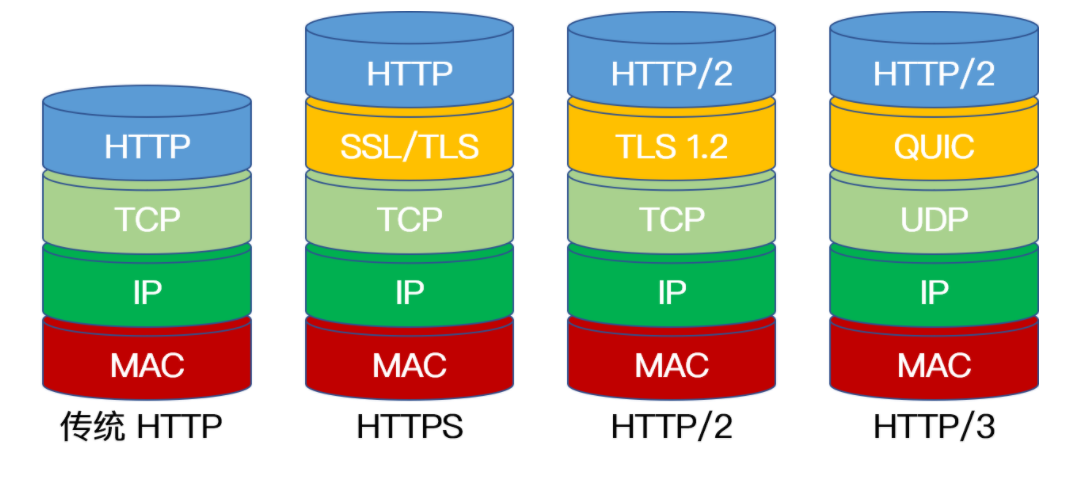 HTTP
TCP
IP
MAC
传统 HTTP
HTTP
SSL/TLS
TCP
IP
MAC
HTTPS
HTTP/2
TLS 1.2
TCP
IP
MAC
HTTP/2
HTTP/2
QUIC
UDP
IP
MAC
HTTP/3